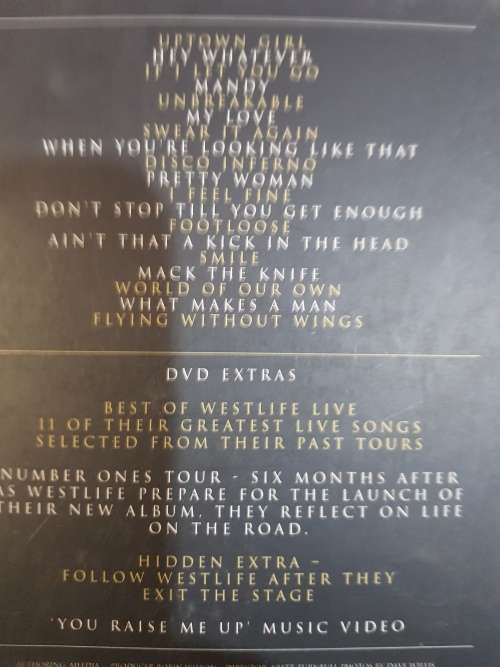 UPTOWN GIRL
HEY WHATEVER
IF I LET YOU GO
MANDY
UNBREAKABLE
MY LOVE
SWEAR IT AGAIN
WHEN YOU'RE LOOKING LIKE THAT
DISCO INFERNO
PRETTY WOMAN
I FEEL FINE
DON'T STOP TILL YOU GET ENOUGH
FOOTLOOSE
AIN'T THAT A KICK IN THE HEAD
SMILE
MACK THE KNIFE
WORLD OF OUR OWN
WHAT MAKES A MAN
FLYING WITHOUT WINGS
DVD EXTRAS
BEST OF WESTLIFE LIVE
11 OF THEIR GREATEST LIVE SONGS
SELECTED FROM THEIR PAST TOURS
NUMBER ONES TOUR - SIX MONTHS AFTER
AS WESTLIFE PREPARE FOR THE LAUNCH OF
THEIR NEW ALBUM, THEY REFLECT ON LIFE
ON THE ROAD.
HIDDEN EXTRA –
FOLLOW WESTLIFE AFTER THEY
EXIT THE STAGE
'YOU RAISE ME UP' MUSIC VIDEO